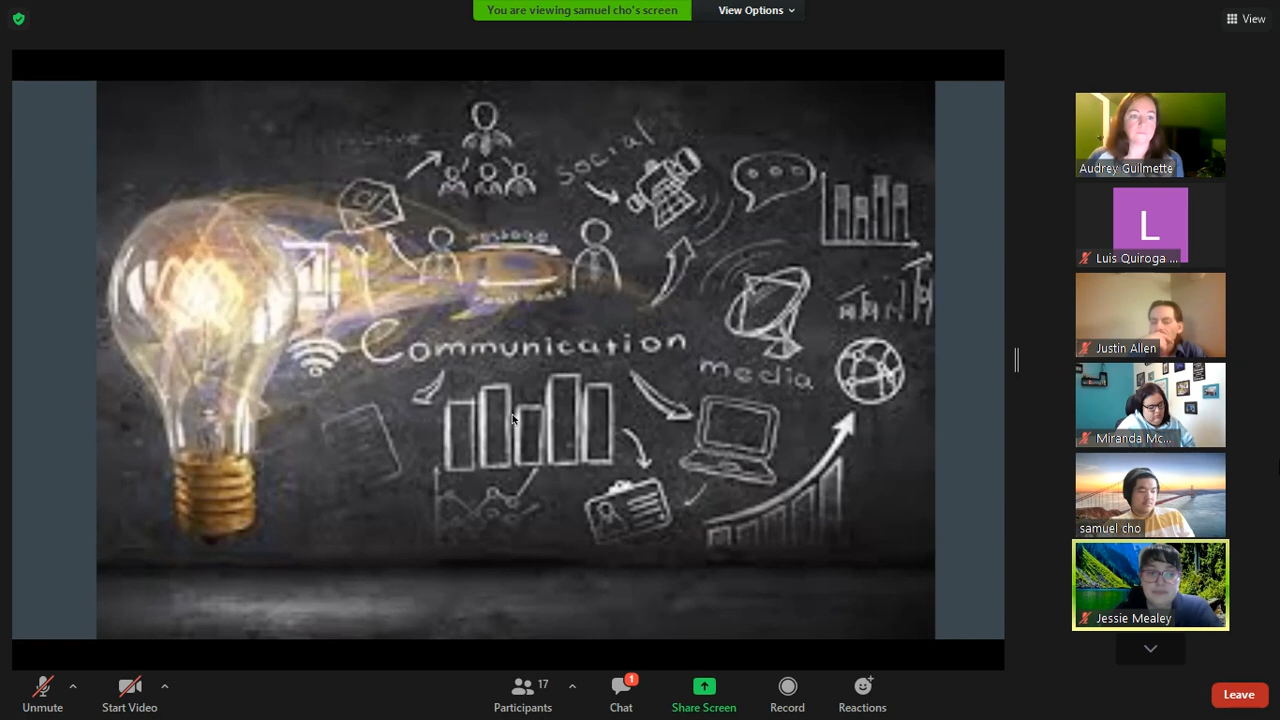 You are viewing samuel cho's screen
View Options
View
social
message
Communication
media
Audrey Guilmette
L
Luis Quiroga ...
Justin Allen
Miranda Mc...
samuel cho
Jessie Mealey
Unmute
Start Video
17
Participants
1
Chat
Share Screen
Record
Reactions
Leave